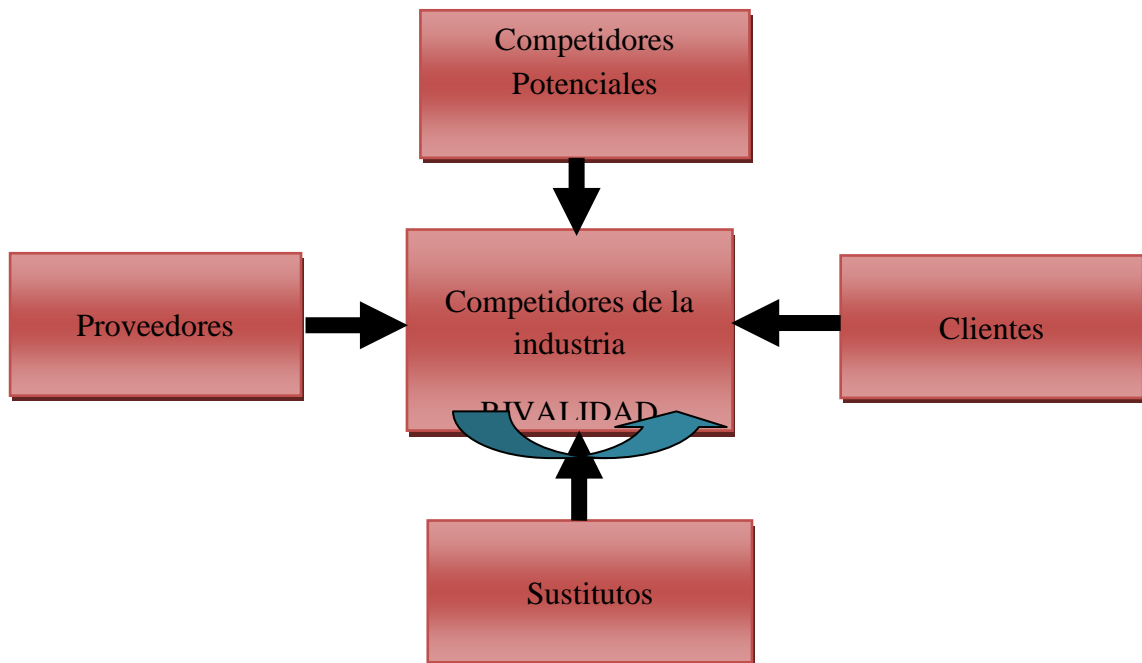 Competidores
Potenciales
Proveedores
Competidores de la
industria
RIVALIDAD
Clientes
Sustitutos